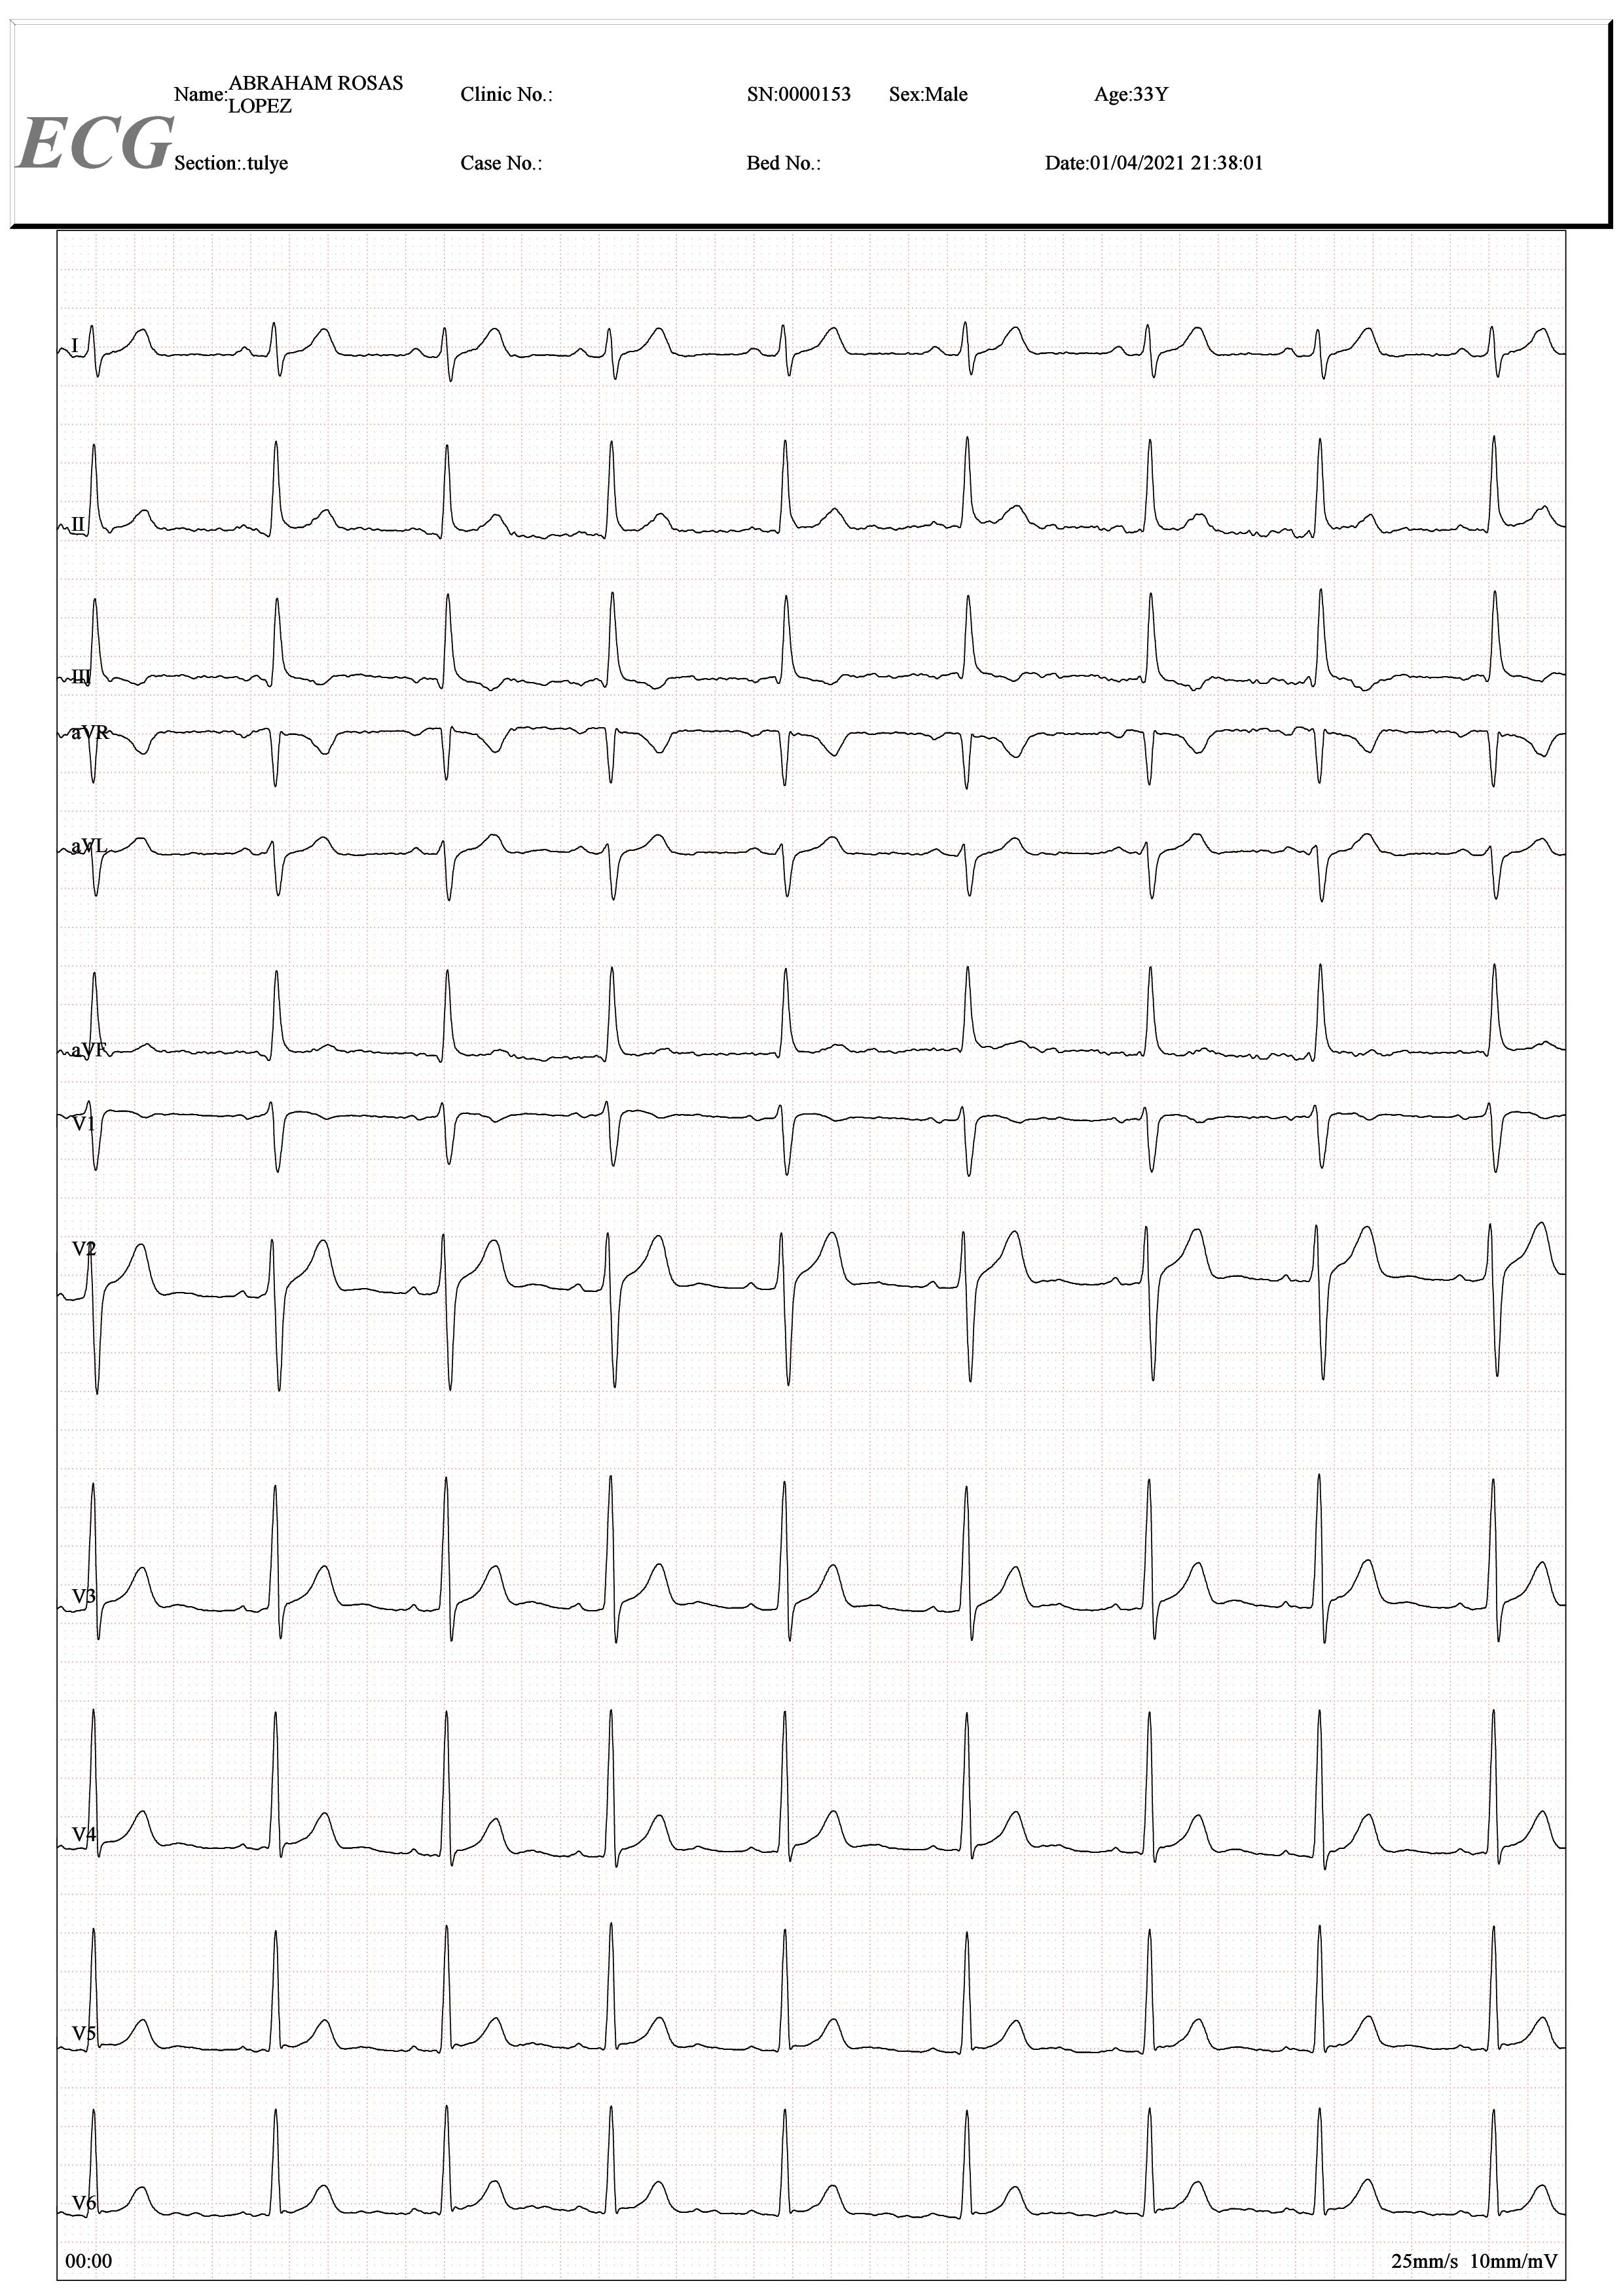 ECG
Name:ABRAHAM ROSAS LOPEZ
Clinic No.:
SN:0000153
Sex:Male
Age:33Y
Section:.tulye
Case No.:
Bed No.:
Date:01/04/2021 21:38:01
I
II
III
aVR
aVL
aVF
V1
V2
V3
V4
V5
V6
00:00
25mm/s 10mm/mV